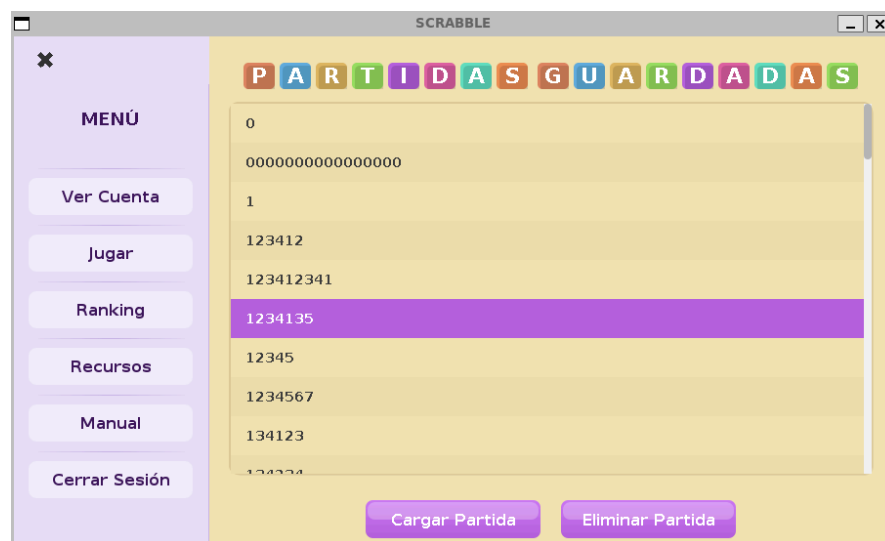 SCRABBLE
✖
MENÚ
Ver Cuenta
Jugar
Ranking
Recursos
Manual
Cerrar Sesión
PARTIDAS GUARDADAS
0
0000000000000000
1
123412
123412341
1234135
12345
1234567
134123
134234
Cargar Partida
Eliminar Partida